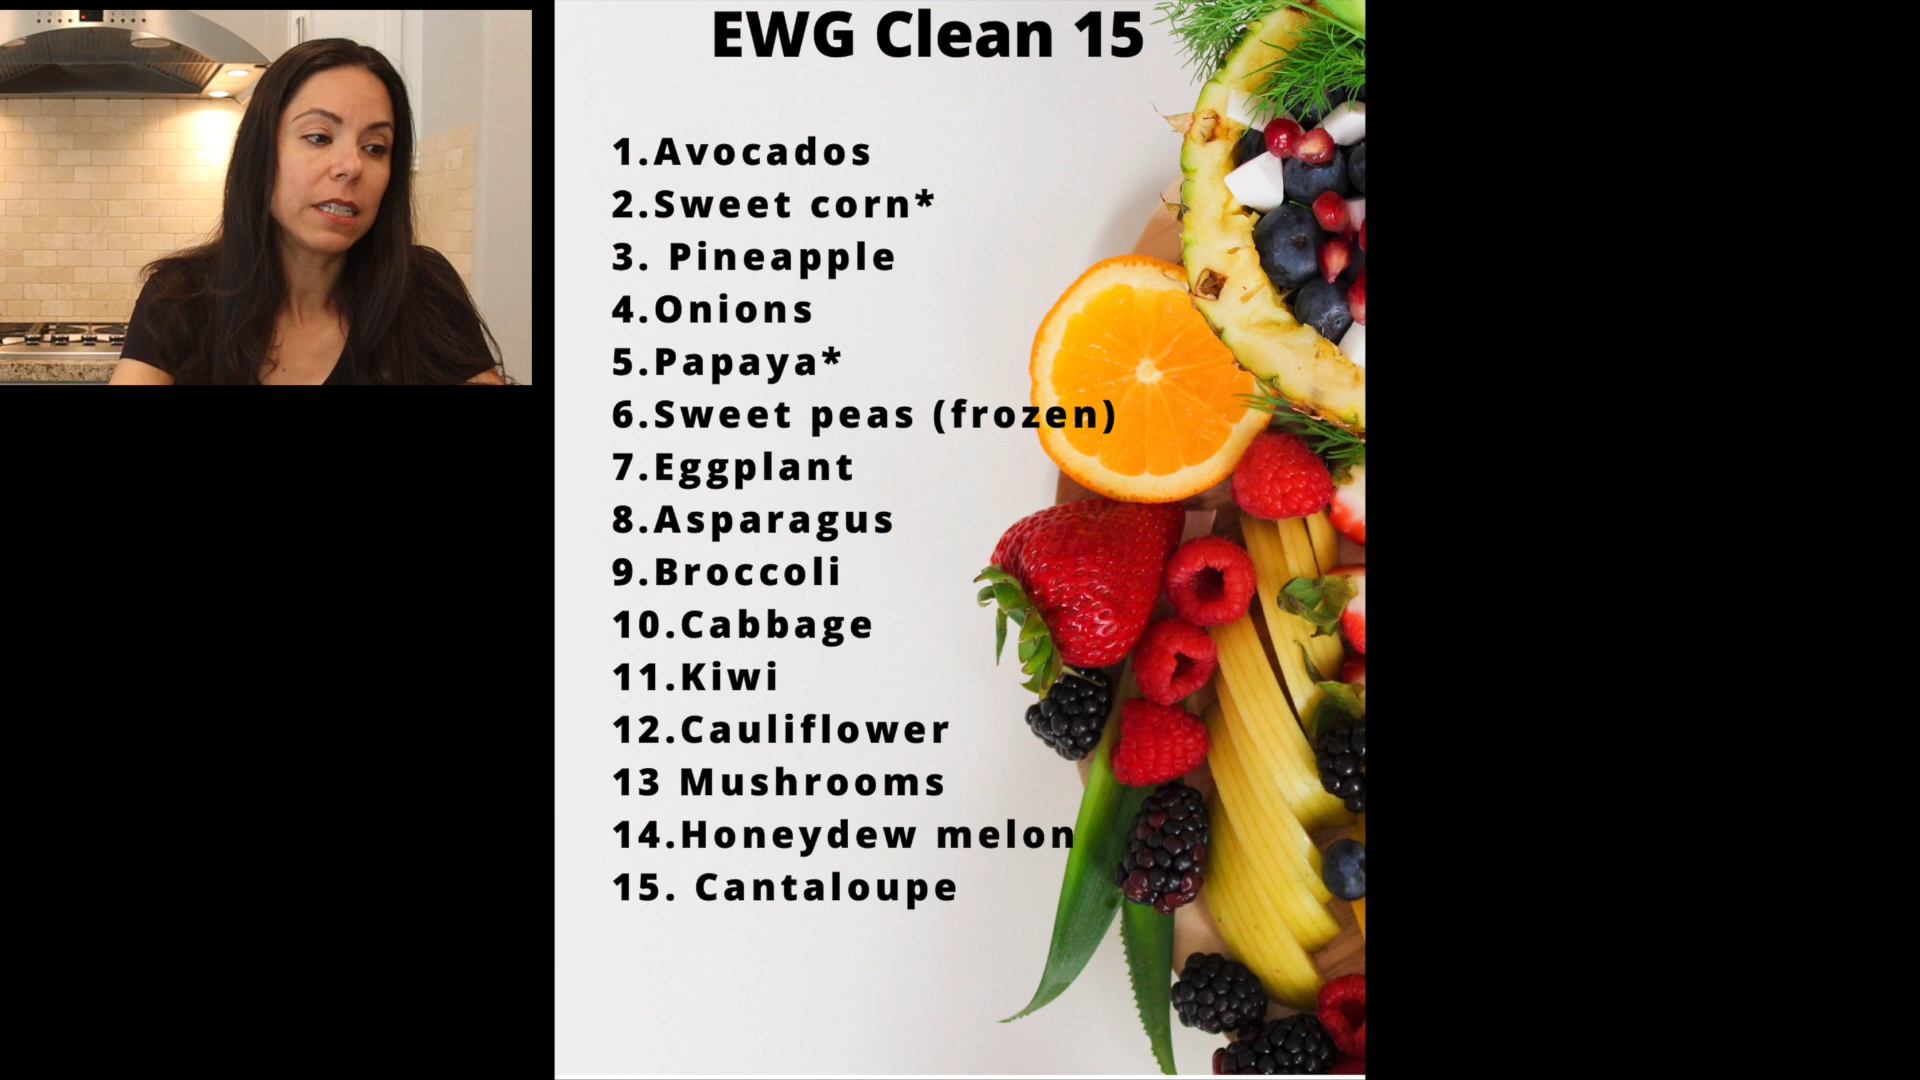 EWG Clean 15
1.Avocados
2.Sweet corn*
3. Pineapple
4.Onions
5.Papaya*
6.Sweet peas (frozen)
7.Eggplant
8.Asparagus
9.Broccoli
10.Cabbage
11.Kiwi
12.Cauliflower
13 Mushrooms
14.Honeydew melon
15. Cantaloupe